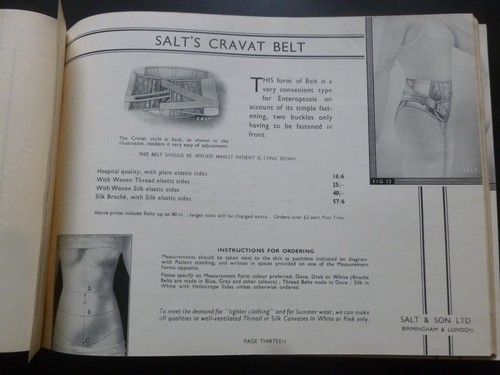 SALT'S CRAVAT BELT
THIS form of Belt is a
very convenient type
for Enteroptosis on
account of its simple fast-
ening, two buckles only
having to be fastened in
front.
The Cravat style at back, as shown in the
illustration, renders it very easy of adjustment.
THIS BELT SHOULD BE APPLIED WHILST PATIENT IS LYING DOWN
FIG 12
Hospital quality, with plain elastic sides ... 18/6
With Woven Thread elastic sides ... 25/-
With Woven Silk elastic sides ... 40/-
Silk Broché, with Silk elastic sides ... 57/6
Above prices include Belts up to 40 in.; larger sizes will be charged extra. Orders over £2 sent Post Free.
INSTRUCTIONS FOR ORDERING
Measurements should be taken next to the skin at positions indicated on diagram
with Patient standing, and written in spaces provided on one of the Measurement
Forms opposite.
Please specify on Measurement Form colour preferred, Dove, Drab or White (Broché
Belts are made in Blue, Grey and other colours); Thread Belts made in Dove; Silk in
White with Heliotrope Sides unless otherwise ordered.
To meet the demand for "lighter clothing" and for Summer wear, we can make
all qualities in well-ventilated Thread or Silk Canvases in White or Pink only.
A
B
C
SALT & SON LTD
BIRMINGHAM & LONDON
PAGE THIRTEEN